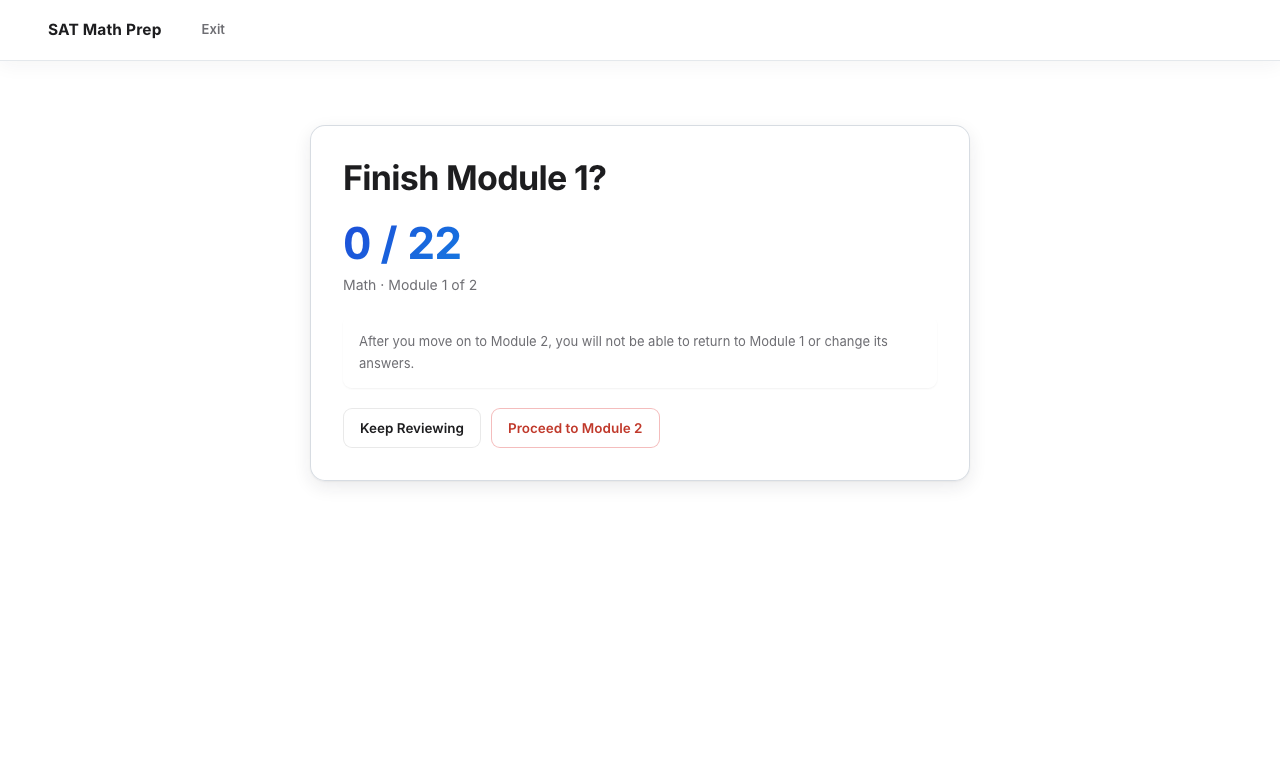 SAT Math Prep
Exit
Finish Module 1?
0 / 22
Math · Module 1 of 2
After you move on to Module 2, you will not be able to return to Module 1 or change its
answers.
Keep Reviewing
Proceed to Module 2